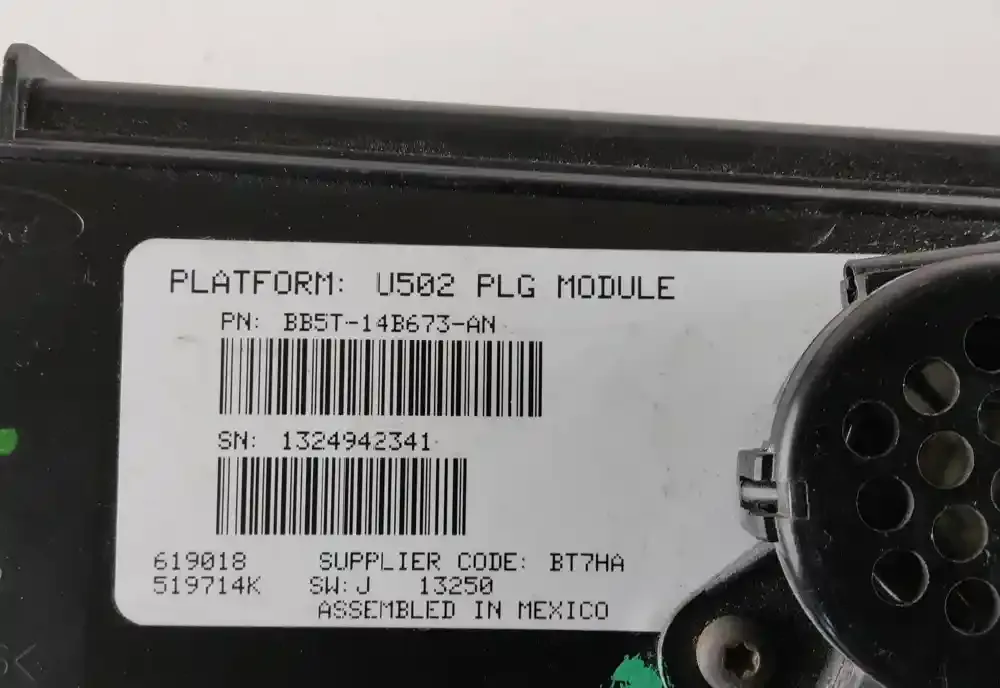 PLATFORM: U502 PLG MODULE
PN: BB5T-14B673-AN
SN: 1324942341
619018 SUPPLIER CODE: BT7HA
519714K SW: J 13250
ASSEMBLED IN MEXICO